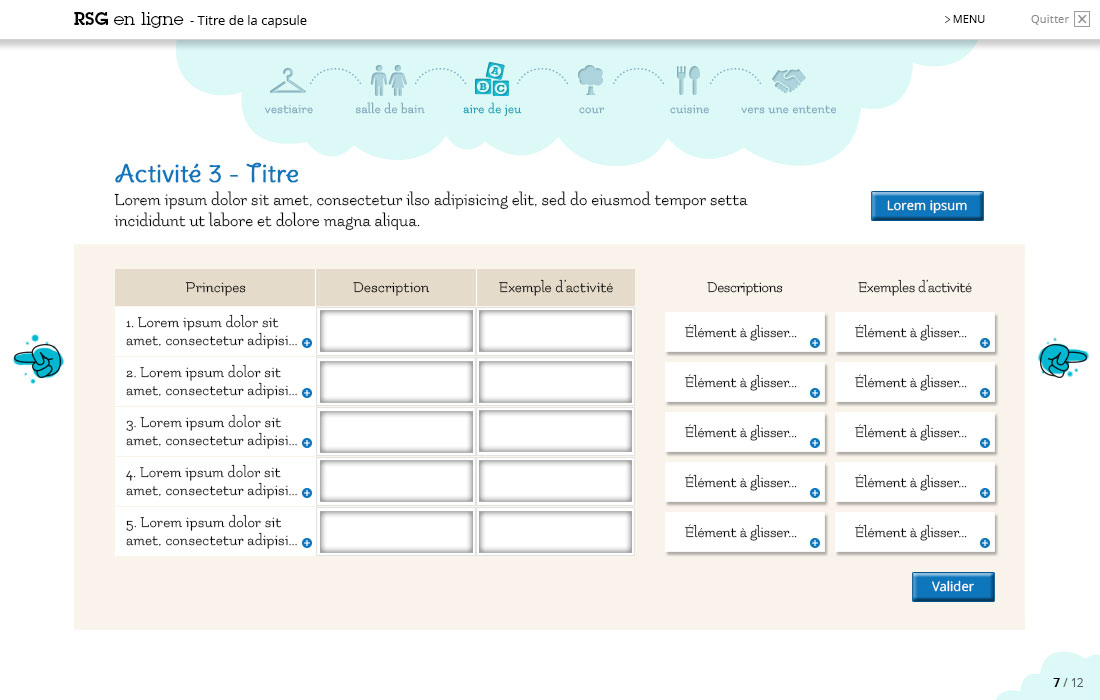 RSG en ligne - Titre de la capsule
> MENU
Quitter
A
B C
vestiaire
salle de bain
aire de jeu
cour
cuisine
vers une entente
Activité 3 - Titre
Lorem ipsum dolor sit amet, consectetur ilso adipisicing elit, sed do eiusmod tempor setta
incididunt ut labore et dolore magna aliqua.
Lorem ipsum
Principes
Description
Exemple d'activité
Descriptions
Exemples d'activité
1. Lorem ipsum dolor sit
amet, consectetur adipisi...
Élément à glisser...
Élément à glisser...
2. Lorem ipsum dolor sit
amet, consectetur adipisi...
Élément à glisser...
Élément à glisser...
3. Lorem ipsum dolor sit
amet, consectetur adipisi...
Élément à glisser...
Élément à glisser...
4. Lorem ipsum dolor sit
amet, consectetur adipisi...
Élément à glisser...
Élément à glisser...
5. Lorem ipsum dolor sit
amet, consectetur adipisi...
Élément à glisser...
Élément à glisser...
Valider
7 / 12